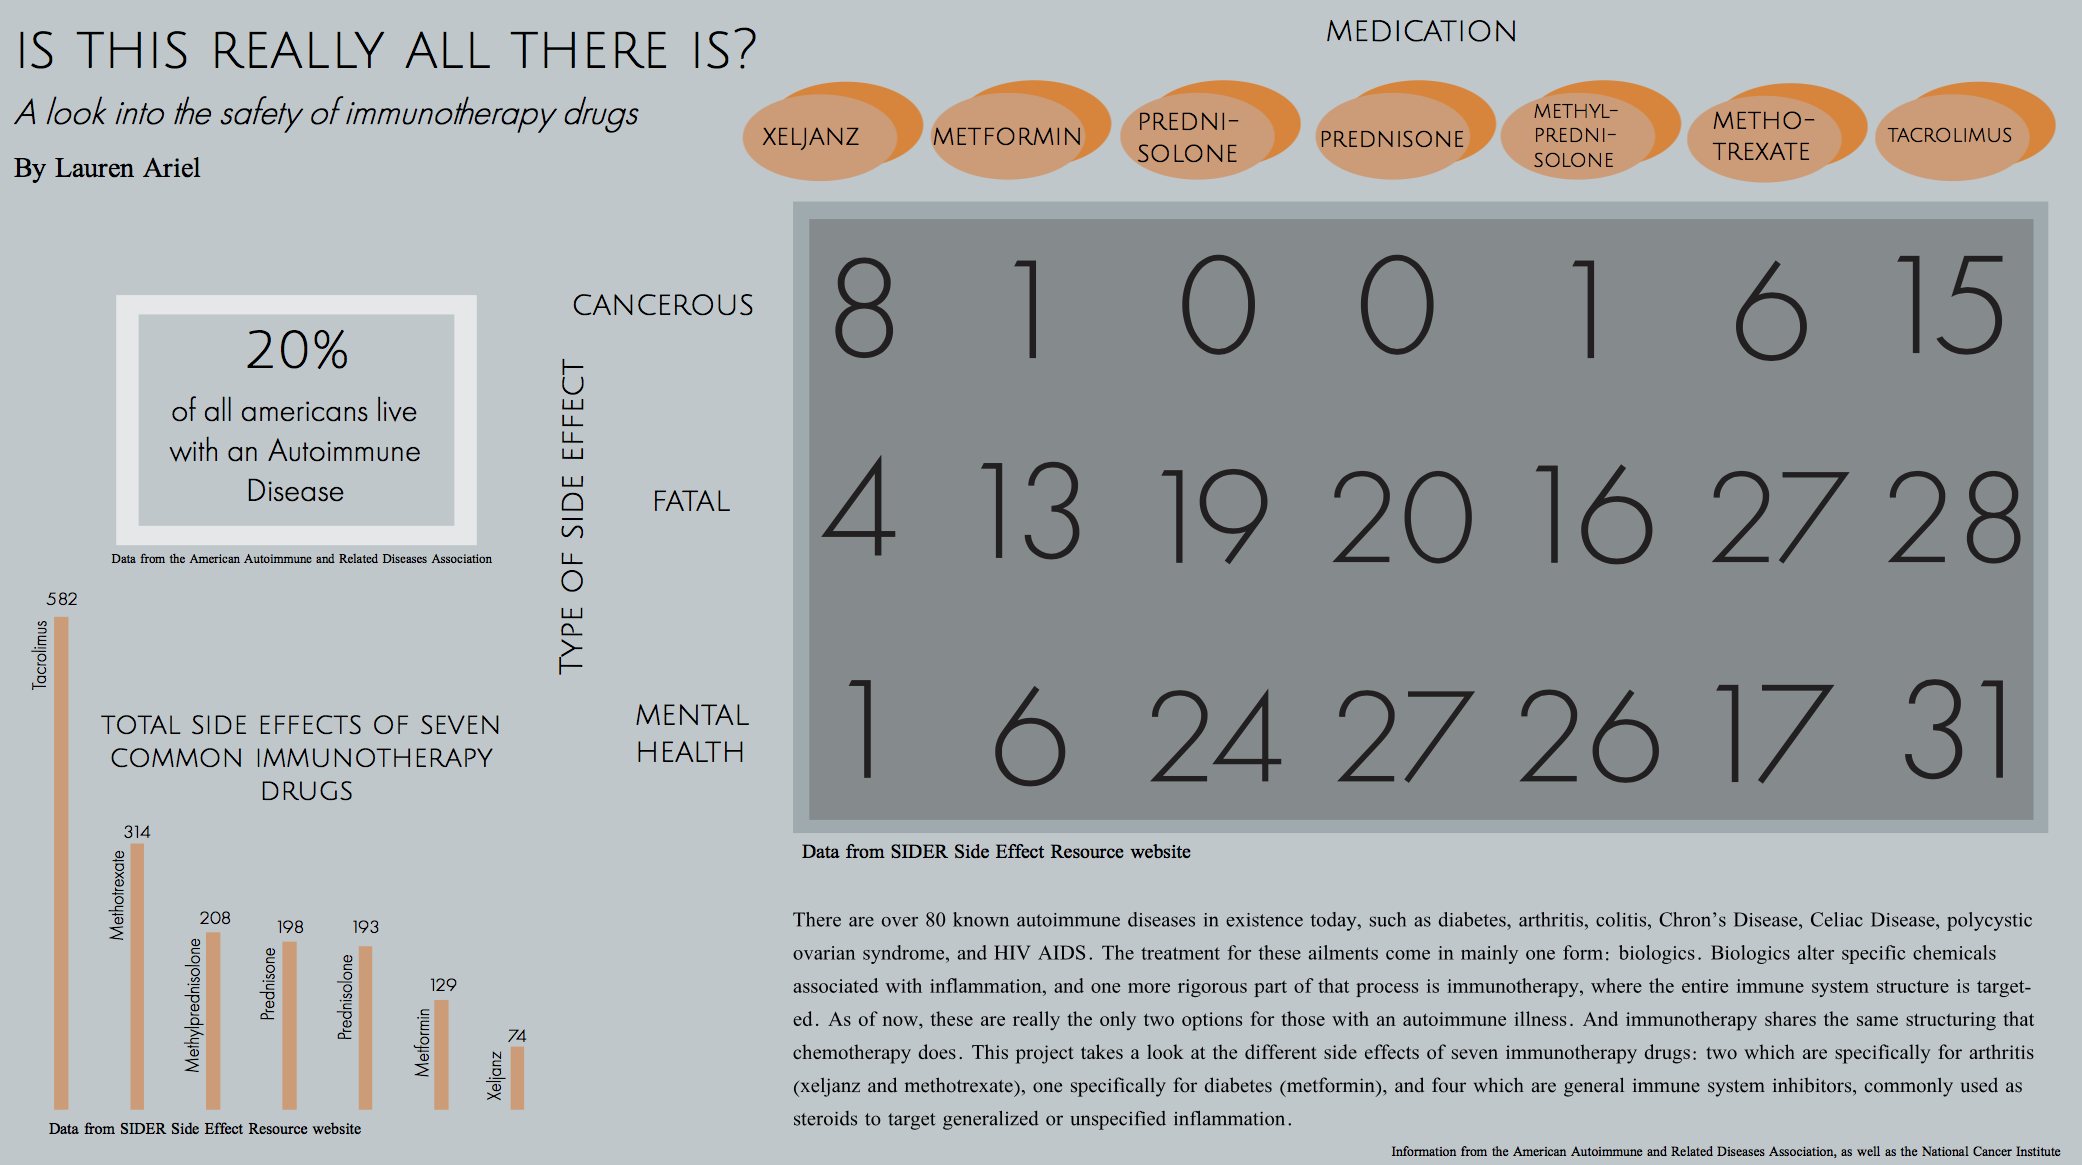 IS THIS REALLY ALL THERE IS?
A look into the safety of immunotherapy drugs
By Lauren Ariel
20%
of all americans live
with an Autoimmune
Disease
Data from the American Autoimmune and Related Diseases Association
TOTAL SIDE EFFECTS OF SEVEN
COMMON IMMUNOTHERAPY
DRUGS
582
Tacrolimus
314
Methotrexate
208
Methylprednisolone
198
Prednisone
193
Prednisolone
129
Metformin
74
Xeljanz
Data from SIDER Side Effect Resource website
MEDICATION
XELJANZ
METFORMIN
PREDNI-
SOLONE
PREDNISONE
METHYL-
PREDNI-
SOLONE
METHO-
TREXATE
TACROLIMUS
TYPE OF SIDE EFFECT
CANCEROUS
8 1 0 0 1 6 15
FATAL
4 13 19 20 16 27 28
MENTAL
HEALTH
1 6 24 27 26 17 31
Data from SIDER Side Effect Resource website
There are over 80 known autoimmune diseases in existence today, such as diabetes, arthritis, colitis, Chron's Disease, Celiac Disease, polycystic
ovarian syndrome, and HIV AIDS. The treatment for these ailments come in mainly one form: biologics. Biologics alter specific chemicals
associated with inflammation, and one more rigorous part of that process is immunotherapy, where the entire immune system structure is target-
ed. As of now, these are really the only two options for those with an autoimmune illness. And immunotherapy shares the same structuring that
chemotherapy does. This project takes a look at the different side effects of seven immunotherapy drugs: two which are specifically for arthritis
(xeljanz and methotrexate), one specifically for diabetes (metformin), and four which are general immune system inhibitors, commonly used as
steroids to target generalized or unspecified inflammation.
Information from the American Autoimmune and Related Diseases Association, as well as the National Cancer Institute